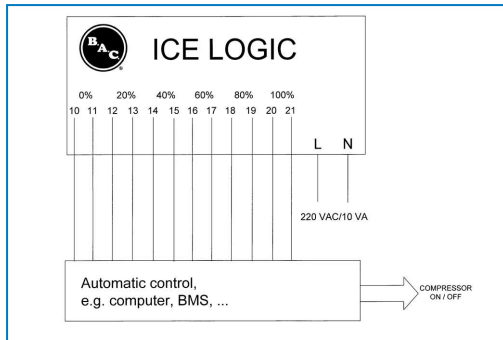 B A C ®
ICE LOGIC
0% 20% 40% 60% 80% 100%
10 11 12 13 14 15 16 17 18 19 20 21
L N
220 VAC/10 VA
Automatic control,
e.g. computer, BMS, ...
COMPRESSOR
ON / OFF